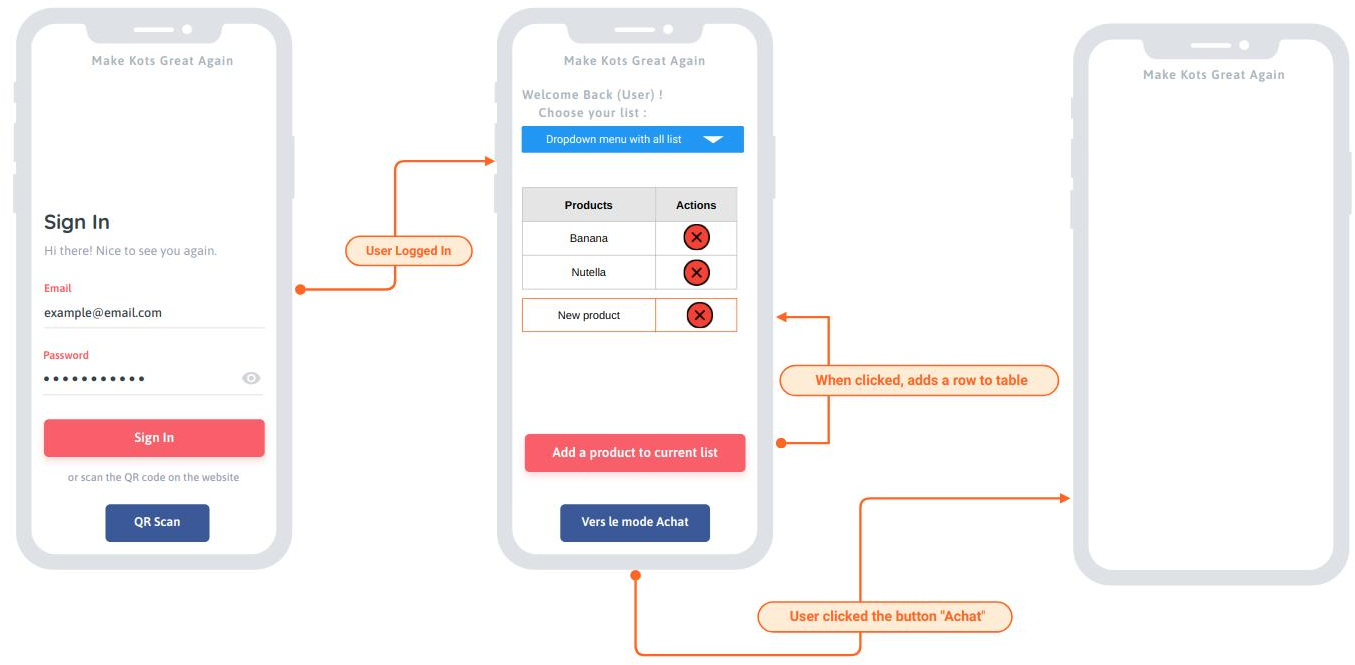 Make Kots Great Again
Sign In
Hi there! Nice to see you again.
Email
example@email.com
Password
Sign In
or scan the QR code on the website
QR Scan
User Logged In
Make Kots Great Again
Welcome Back (User) !
Choose your list :
Dropdown menu with all list
Products Actions
Banana
Nutella
New product
Add a product to current list
Vers le mode Achat
When clicked, adds a row to table
User clicked the button "Achat"
Make Kots Great Again